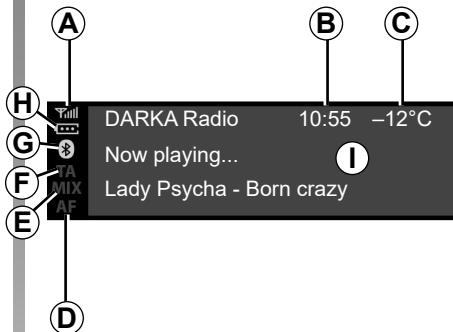 A B C
H
G
F
E
DARKA Radio 10:55 –12°C
Now playing...
I
Lady Psycha - Born crazy
TA
MIX
AF
D